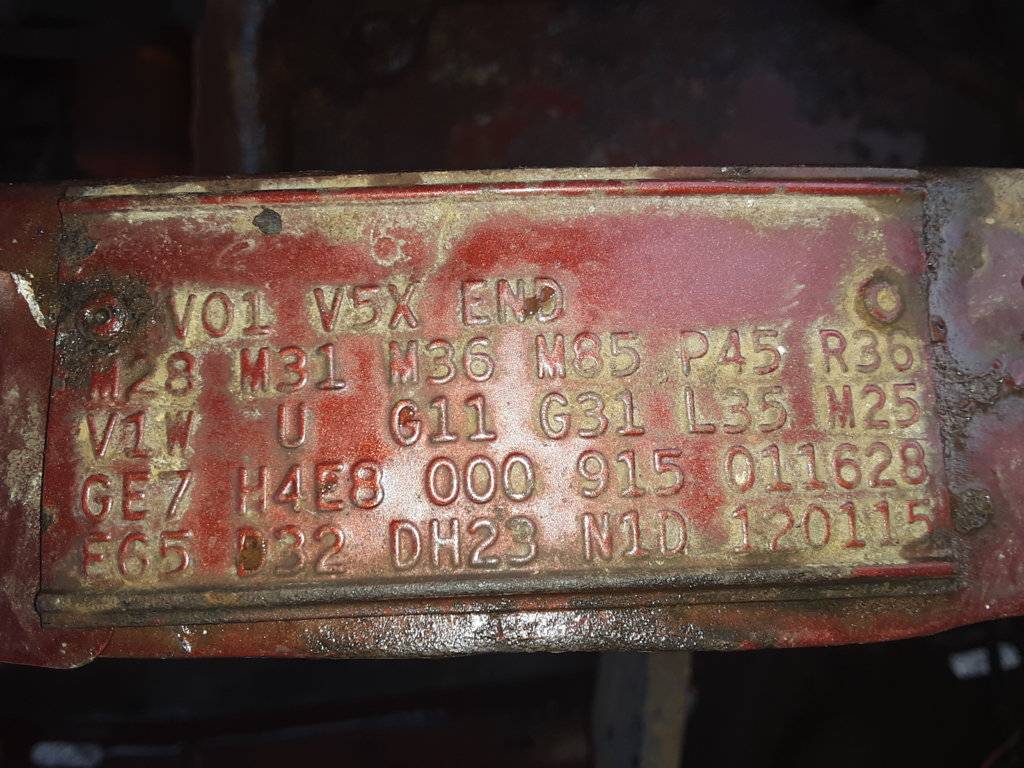 V01 V5X END
M28 M31 M36 M85 P45 R36
V1W U G11 G31 L35 M25
GE7 H4E8 000 915 011628
F65 D32 DH23 N1D 120115